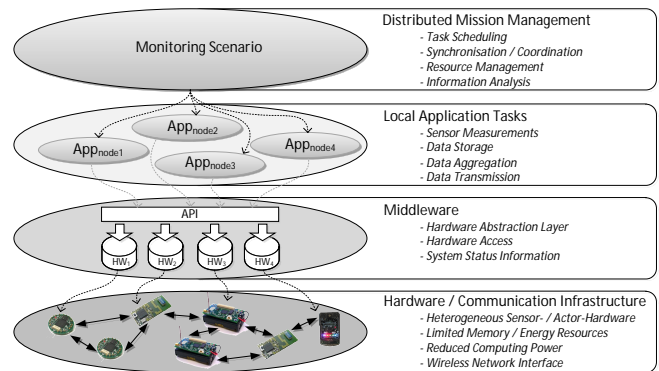 Monitoring Scenario
Distributed Mission Management
- Task Scheduling
- Synchronisation / Coordination
- Resource Management
- Information Analysis
Appnode1
Appnode2
Appnode3
Appnode4
Local Application Tasks
- Sensor Measurements
- Data Storage
- Data Aggregation
- Data Transmission
API
HW1
HW2
HW3
HW4
Middleware
- Hardware Abstraction Layer
- Hardware Access
- System Status Information
Hardware / Communication Infrastructure
- Heterogeneous Sensor- / Actor-Hardware
- Limited Memory / Energy Resources
- Reduced Computing Power
- Wireless Network Interface